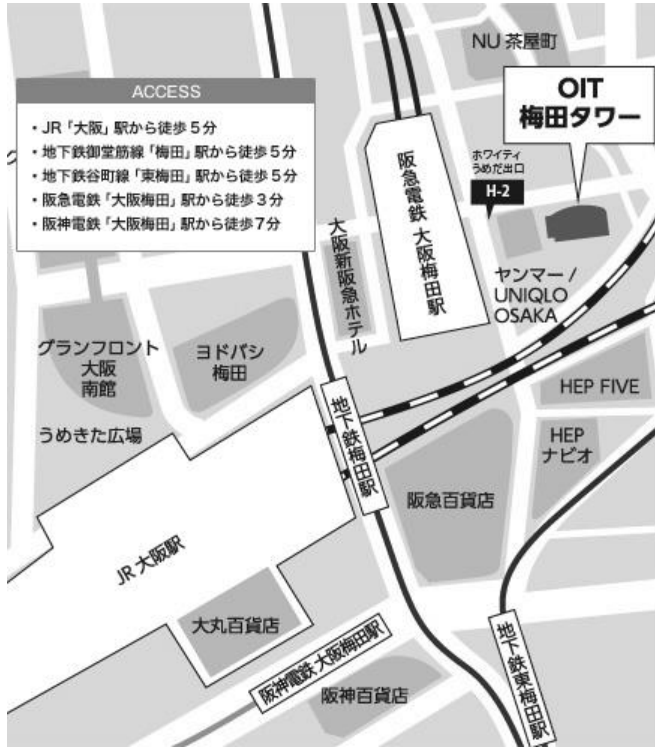 NU 茶屋町
ACCESS
・JR「大阪」駅から徒歩5分
・地下鉄御堂筋線「梅田」駅から徒歩5分
・地下鉄谷町線「東梅田」駅から徒歩5分
・阪急電鉄「大阪梅田」駅から徒歩3分
・阪神電鉄「大阪梅田」駅から徒歩7分
OIT
梅田タワー
ホワイティ
うめだ出口
H-2
阪急電鉄 大阪梅田駅
大阪新阪急ホテル
ヤンマー /
UNIQLO
OSAKA
グランフロント
大阪
南館
ヨドバシ
梅田
うめきた広場
地下鉄梅田駅
HEP FIVE
HEP
ナビオ
阪急百貨店
JR 大阪駅
大丸百貨店
阪神電鉄 大阪梅田駅
阪神百貨店
地下鉄東梅田駅